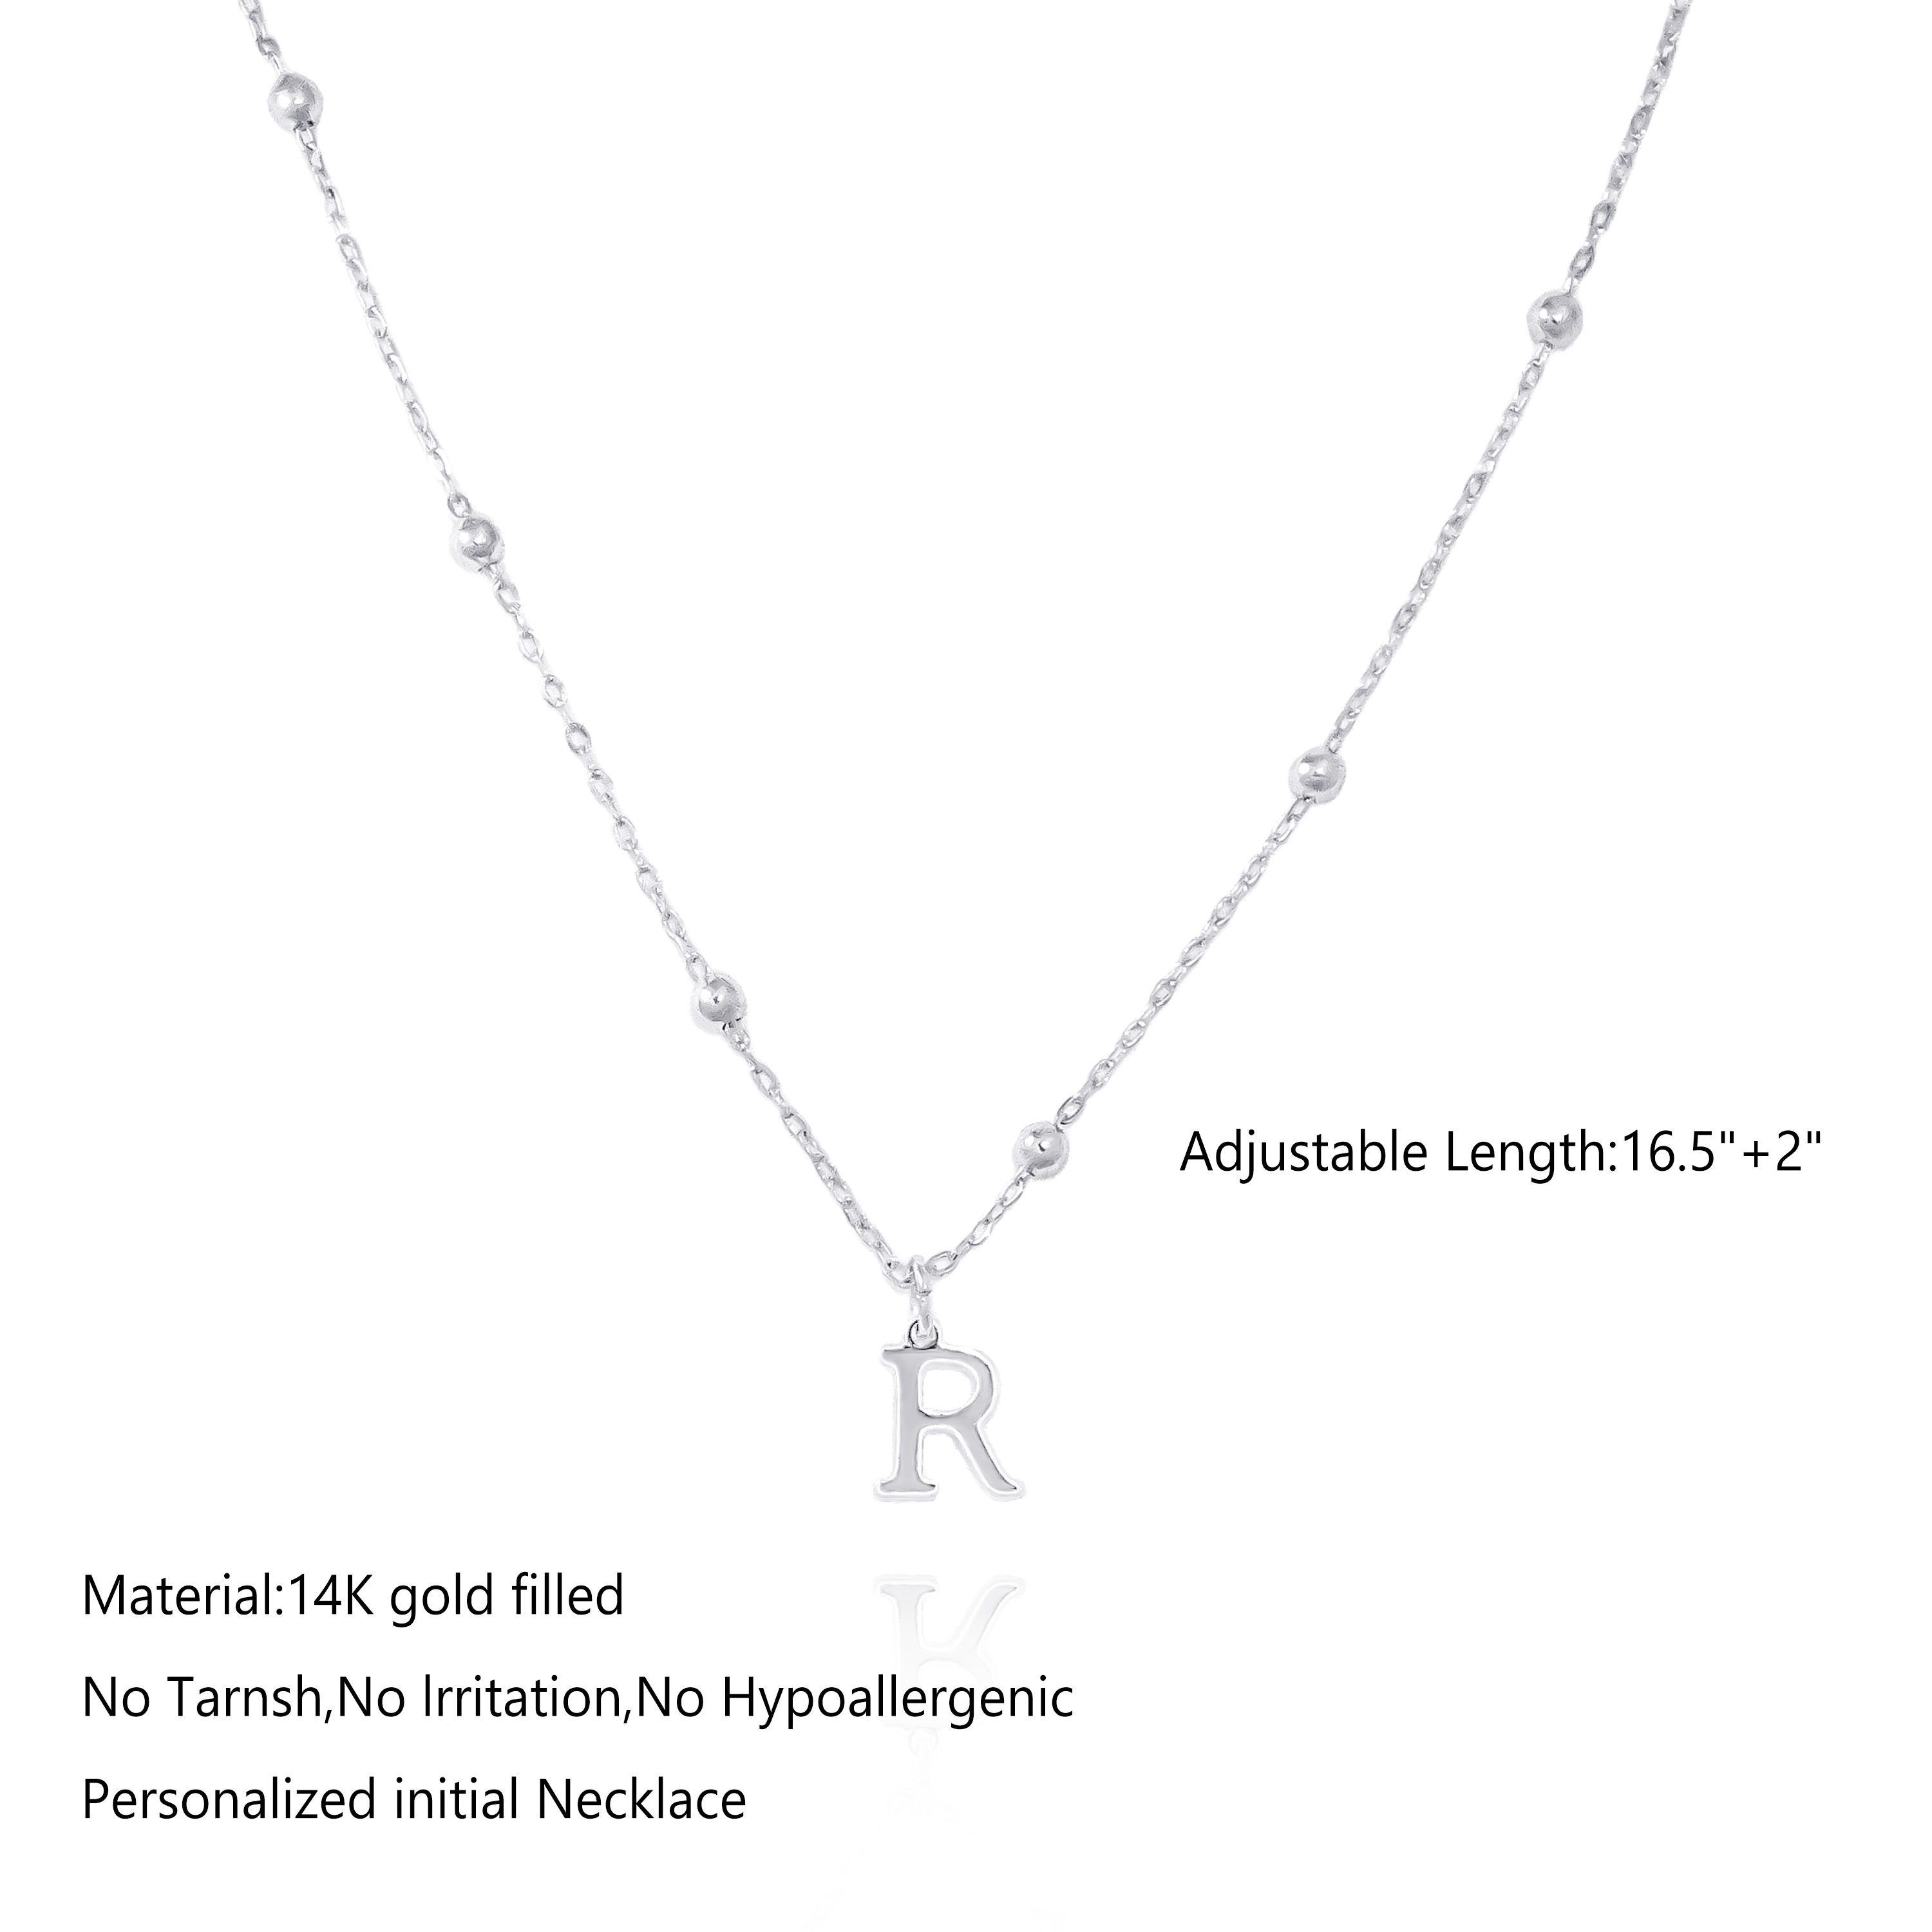 Adjustable Length:16.5"+2"
R
Material:14K gold filled
No Tarnsh,No lrritation,No Hypoallergenic
Personalized initial Necklace